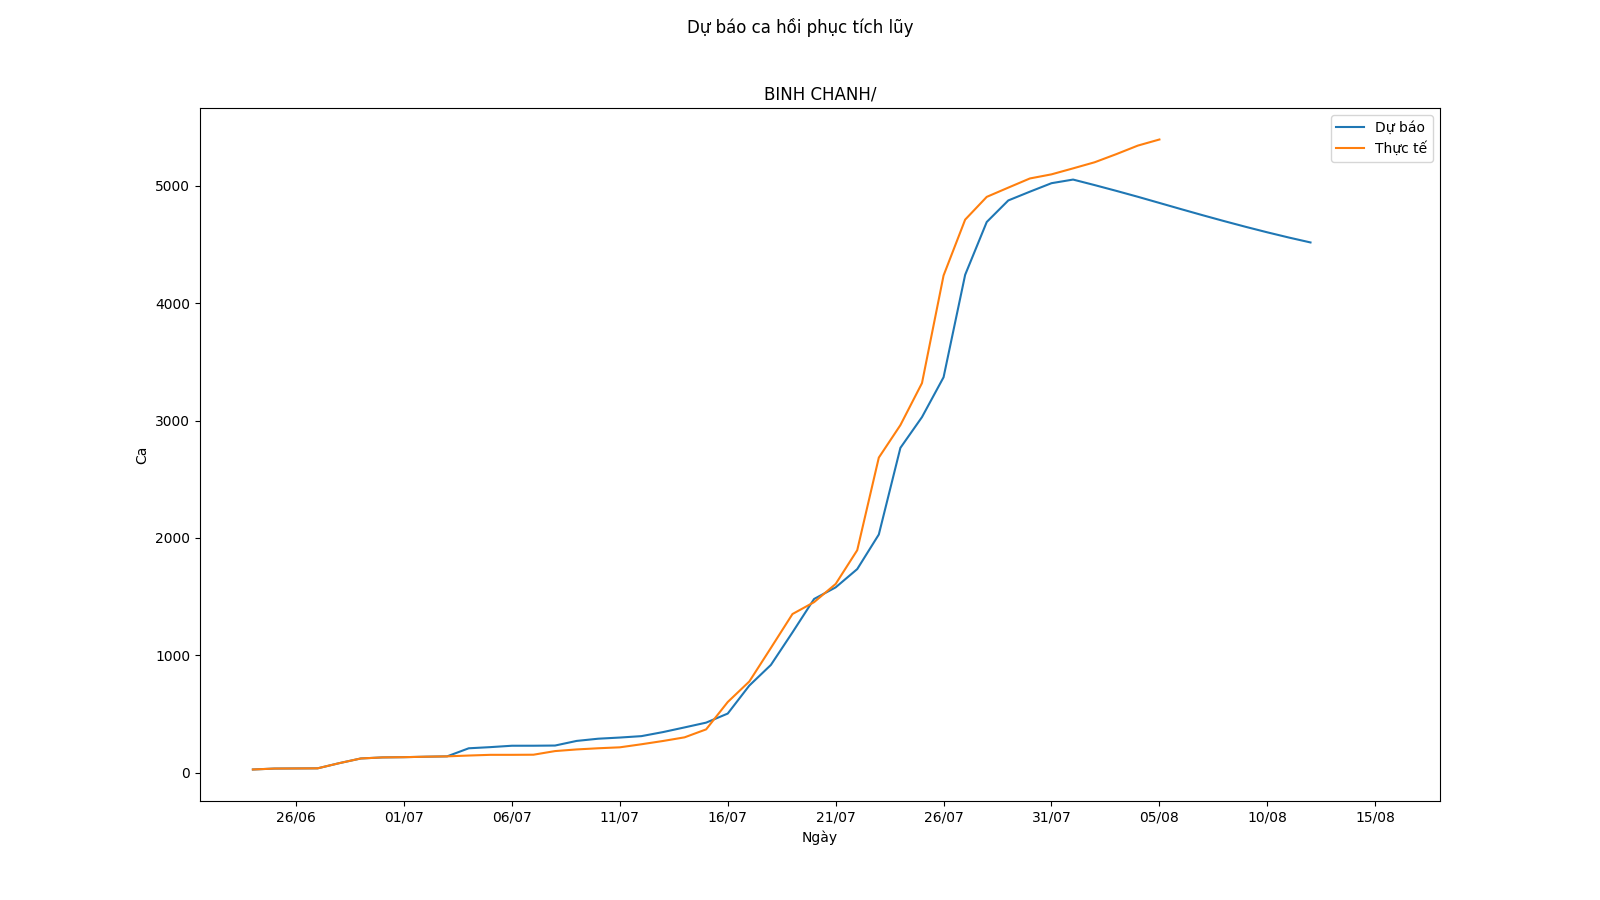 Dự báo ca hồi phục tích lũy
BINH CHANH/
Dự báo
Thực tế
5000
4000
3000
2000
1000
0
Ca
26/06 01/07 06/07 11/07 16/07 21/07 26/07 31/07 05/08 10/08 15/08
Ngày